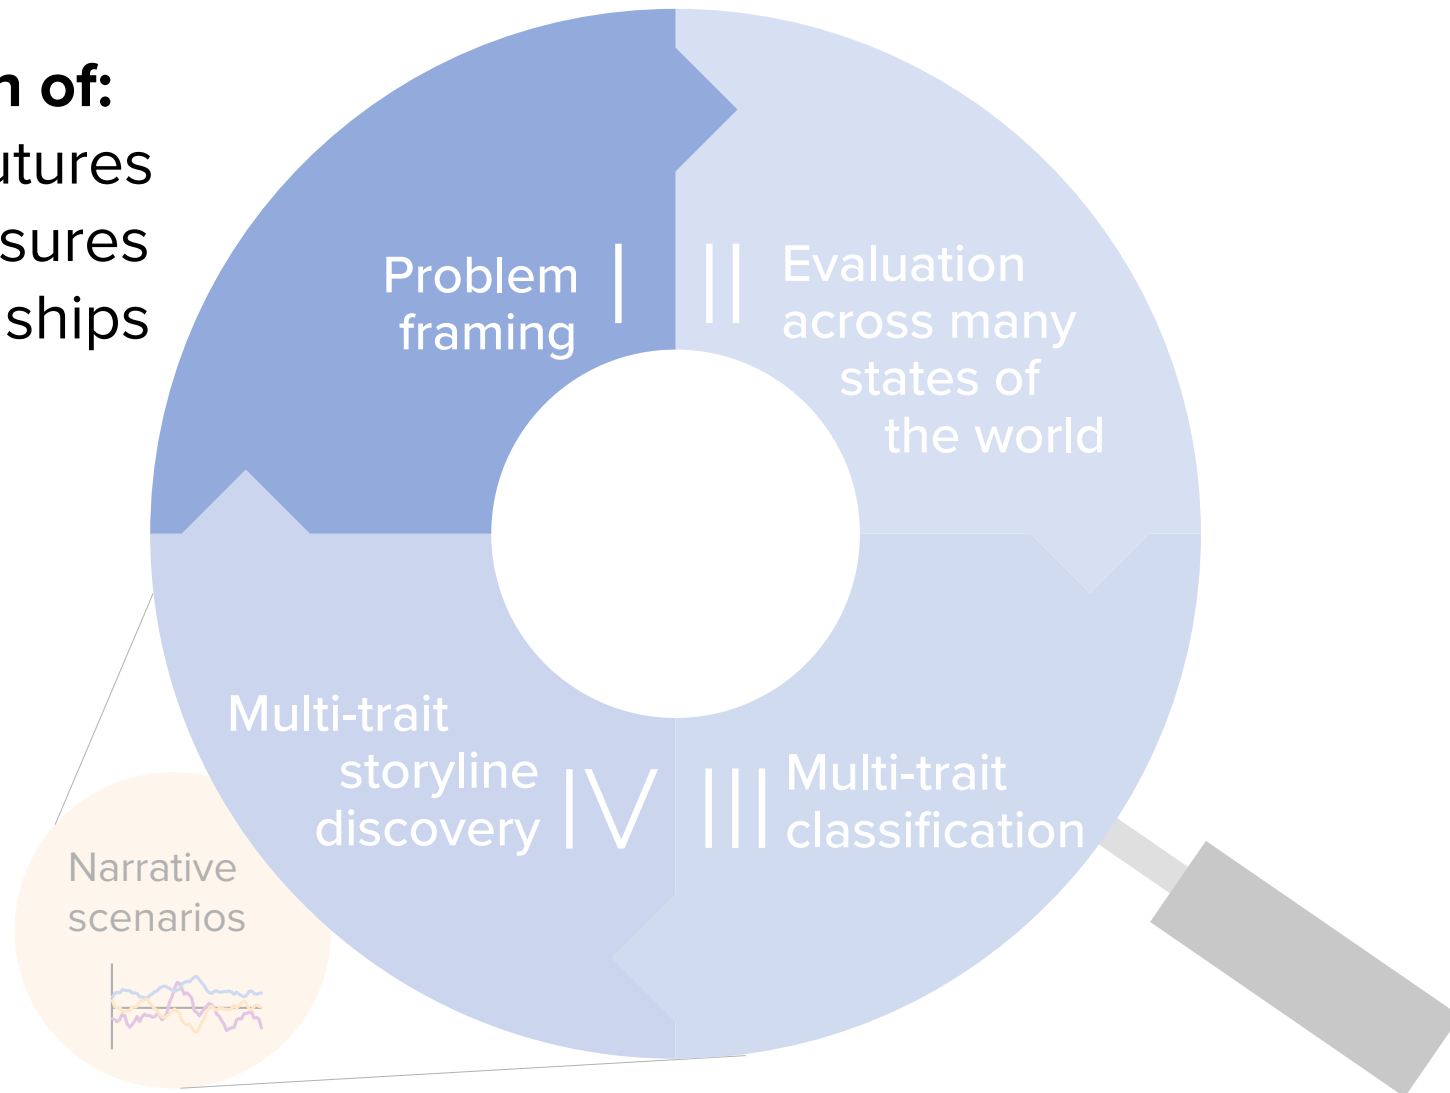 n of:
utures
sures
ships
Problem
framing
I
II
Evaluation
across many
states of
the world
Multi-trait
storyline
discovery
IV
III
Multi-trait
classification
Narrative
scenarios